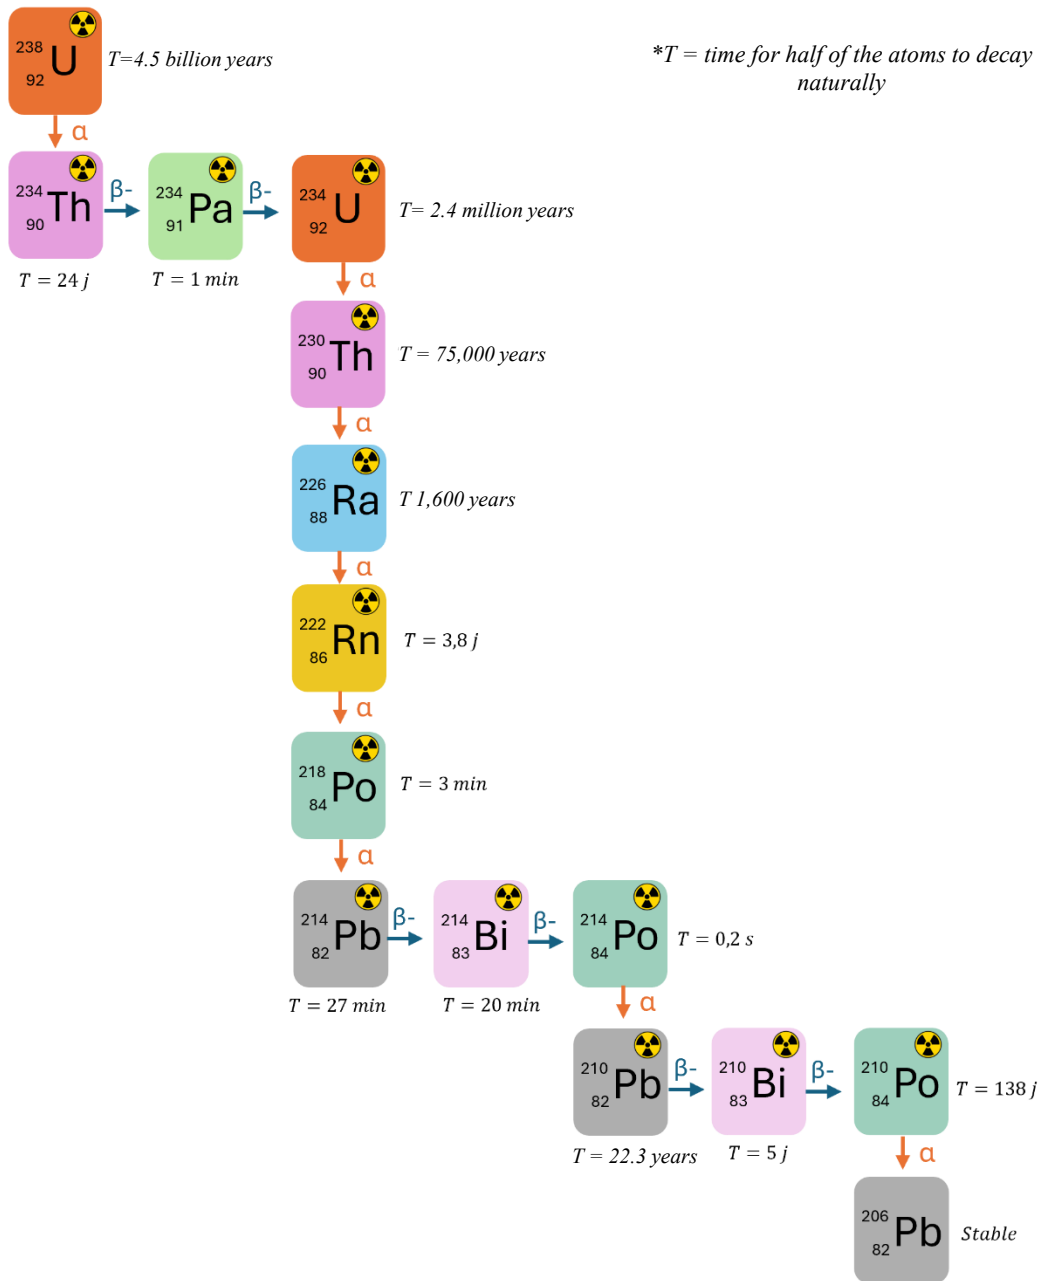 238
92 U
T=4.5 billion years
*T = time for half of the atoms to decay
naturally
α
234
90 Th
β-
234
91 Pa
β-
234
92 U
T= 2.4 million years
T = 24 j
T = 1 min
α
230
90 Th
T = 75,000 years
α
226
88 Ra
T 1,600 years
α
222
86 Rn
T = 3,8 j
α
218
84 Po
T = 3 min
α
214
82 Pb
β-
214
83 Bi
β-
214
84 Po
T = 0,2 s
T = 27 min
T = 20 min
α
210
82 Pb
β-
210
83 Bi
β-
210
84 Po
T = 138 j
T = 22.3 years
T = 5 j
α
206
82 Pb
Stable